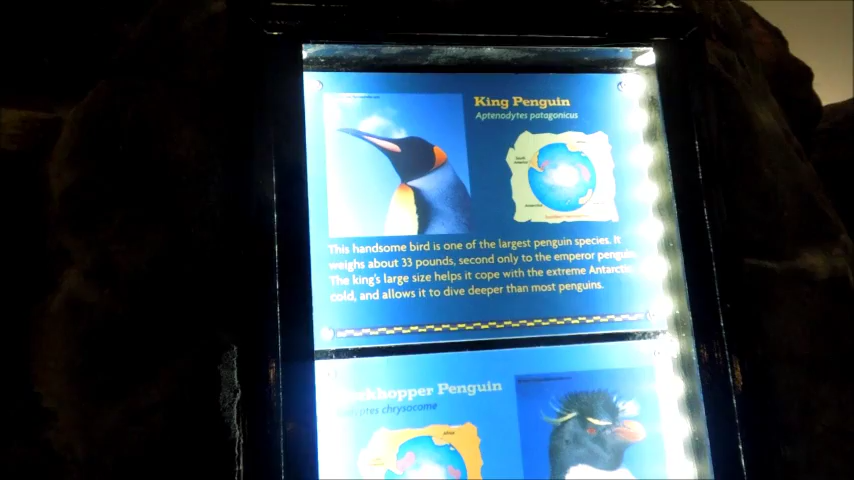 King Penguin
Aptenodytes patagonicus
This handsome bird is one of the largest penguin species. It
weighs about 33 pounds, second only to the emperor penguin.
The king's large size helps it cope with the extreme Antarctic
cold, and allows it to dive deeper than most penguins.
Penguin
chrysocome